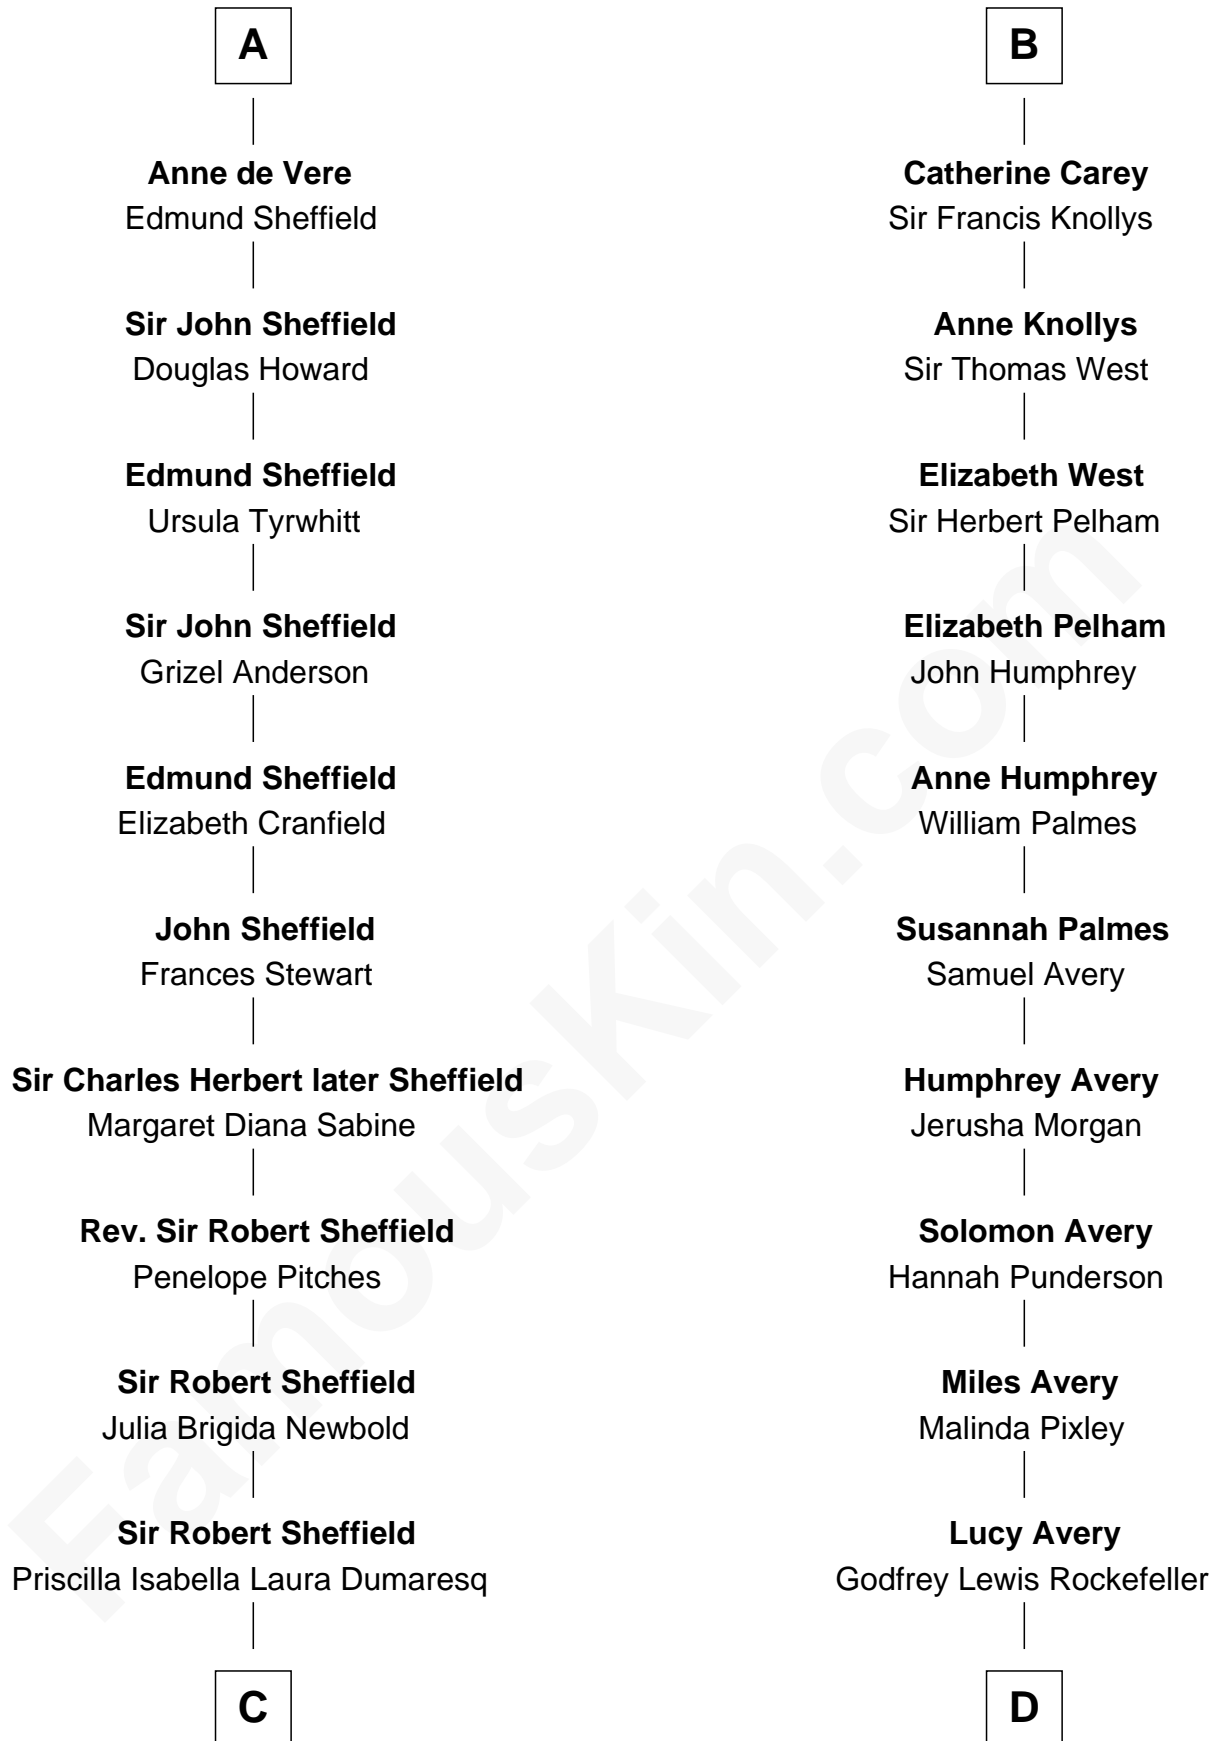 A
Anne de Vere
Edmund Sheffield
Sir John Sheffield
Douglas Howard
Edmund Sheffield
Ursula Tyrwhitt
Sir John Sheffield
Grizel Anderson
Edmund Sheffield
Elizabeth Cranfield
John Sheffield
Frances Stewart
Sir Charles Herbert later Sheffield
Margaret Diana Sabine
Rev. Sir Robert Sheffield
Penelope Pitches
Sir Robert Sheffield
Julia Brigida Newbold
Sir Robert Sheffield
Priscilla Isabella Laura Dumaresq
C
B
Catherine Carey
Sir Francis Knollys
Anne Knollys
Sir Thomas West
Elizabeth West
Sir Herbert Pelham
Elizabeth Pelham
John Humphrey
Anne Humphrey
William Palmes
Susannah Palmes
Samuel Avery
Humphrey Avery
Jerusha Morgan
Solomon Avery
Hannah Punderson
Miles Avery
Malinda Pixley
Lucy Avery
Godfrey Lewis Rockefeller
D
FamousKin.com